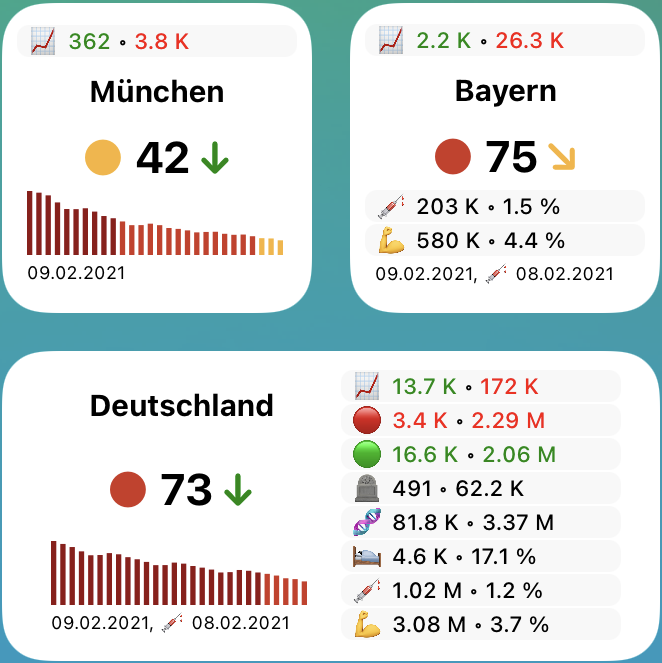 362 ∘ 3.8 K
München
42
09.02.2021
2.2 K ∘ 26.3 K
Bayern
75
203 K ∘ 1.5 %
580 K ∘ 4.4 %
09.02.2021, 08.02.2021
Deutschland
73
09.02.2021, 08.02.2021
13.7 K ∘ 172 K
3.4 K ∘ 2.29 M
16.6 K ∘ 2.06 M
491 ∘ 62.2 K
81.8 K ∘ 3.37 M
4.6 K ∘ 17.1 %
1.02 M ∘ 1.2 %
3.08 M ∘ 3.7 %